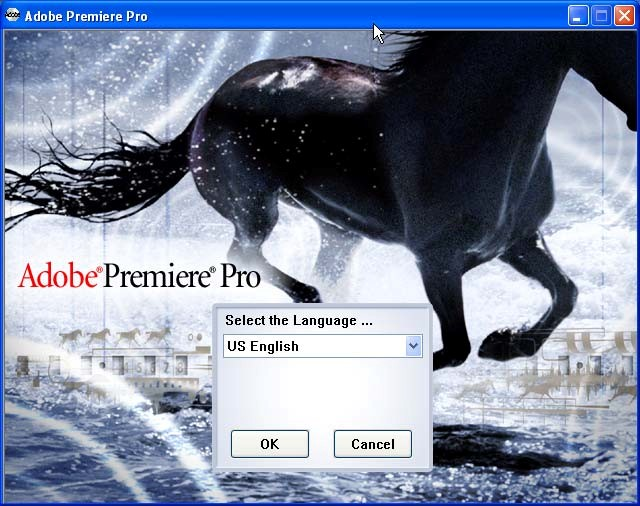 Adobe Premiere Pro
Adobe® Premiere® Pro
Select the Language ...
US English
OK
Cancel